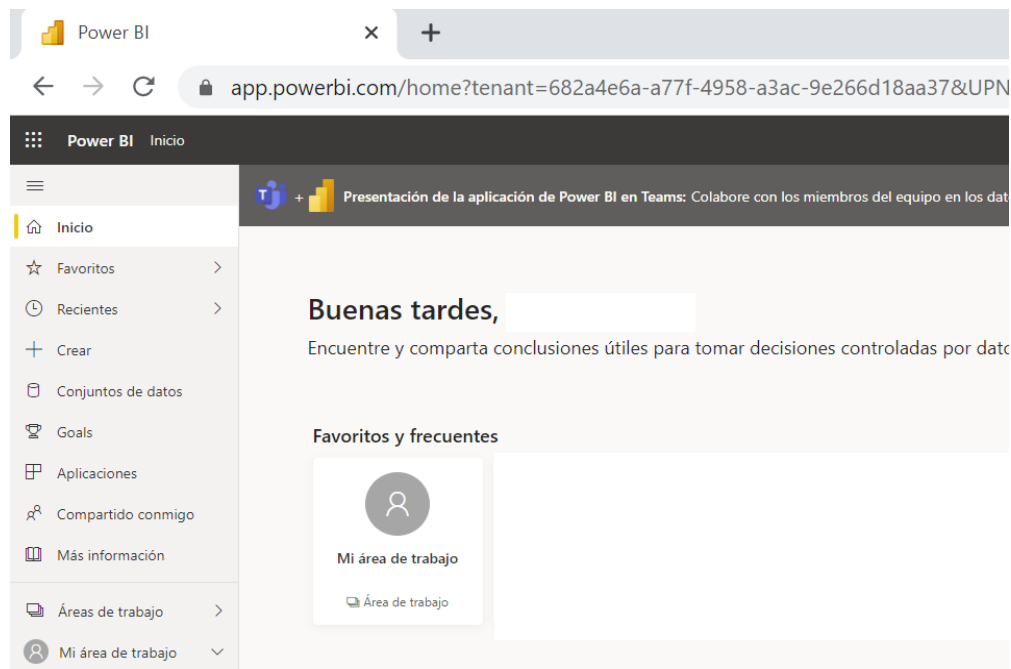 Power BI
app.powerbi.com/home?tenant=682a4e6a-a77f-4958-a3ac-9e266d18aa37&UPN
Power BI Inicio
Presentación de la aplicación de Power BI en Teams: Colabore con los miembros del equipo en los dat
Inicio
Favoritos
Recientes
Crear
Conjuntos de datos
Goals
Aplicaciones
Compartido conmigo
Más información
Áreas de trabajo
Mi área de trabajo
Buenas tardes,
Encuentre y comparta conclusiones útiles para tomar decisiones controladas por dato
Favoritos y frecuentes
Mi área de trabajo
Área de trabajo